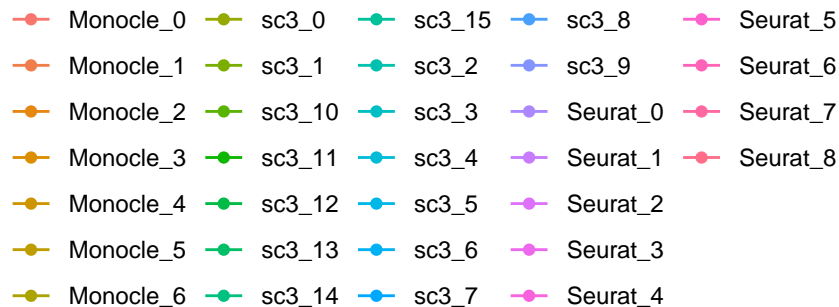 Monocle_0 sc3_0 sc3_15 sc3_8 Seurat_5
Monocle_1 sc3_1 sc3_2 sc3_9 Seurat_6
Monocle_2 sc3_10 sc3_3 Seurat_0 Seurat_7
Monocle_3 sc3_11 sc3_4 Seurat_1 Seurat_8
Monocle_4 sc3_12 sc3_5 Seurat_2
Monocle_5 sc3_13 sc3_6 Seurat_3
Monocle_6 sc3_14 sc3_7 Seurat_4